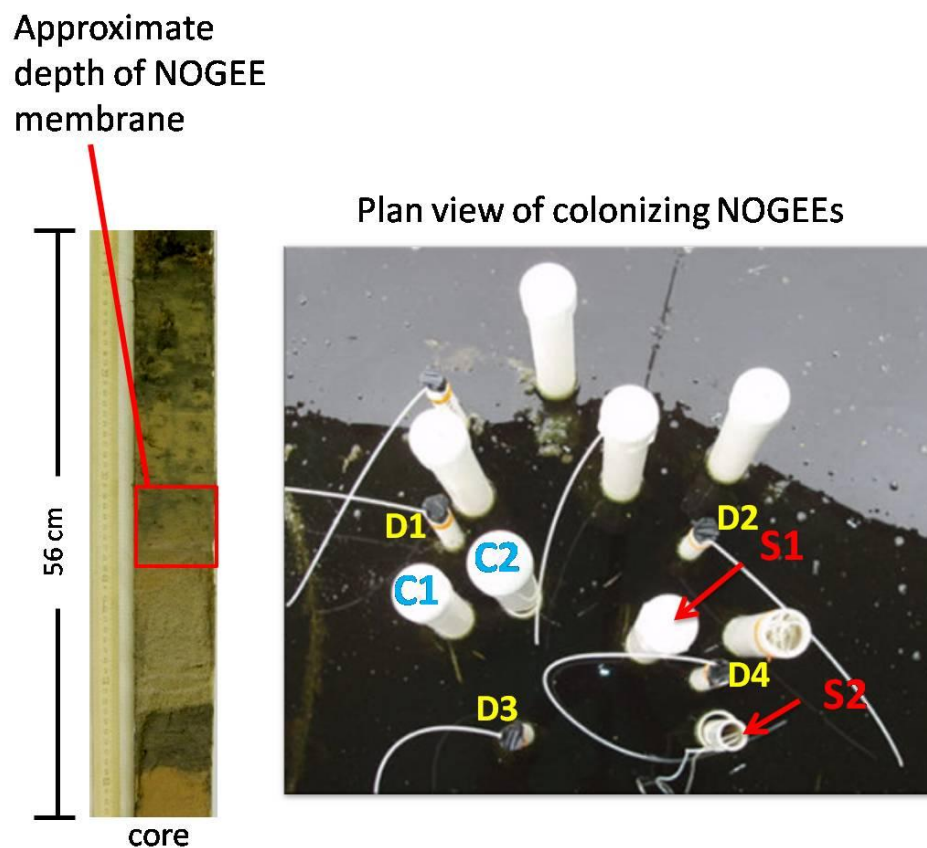 Approximate
depth of NOGEE
membrane
Plan view of colonizing NOGEEs
56 cm
core
D1
D2
S1
C2
C1
D4
S2
D3